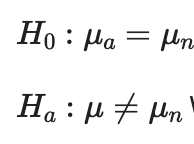 H₀ : μₐ = μₙ
Hₐ : μ ≠ μₙ